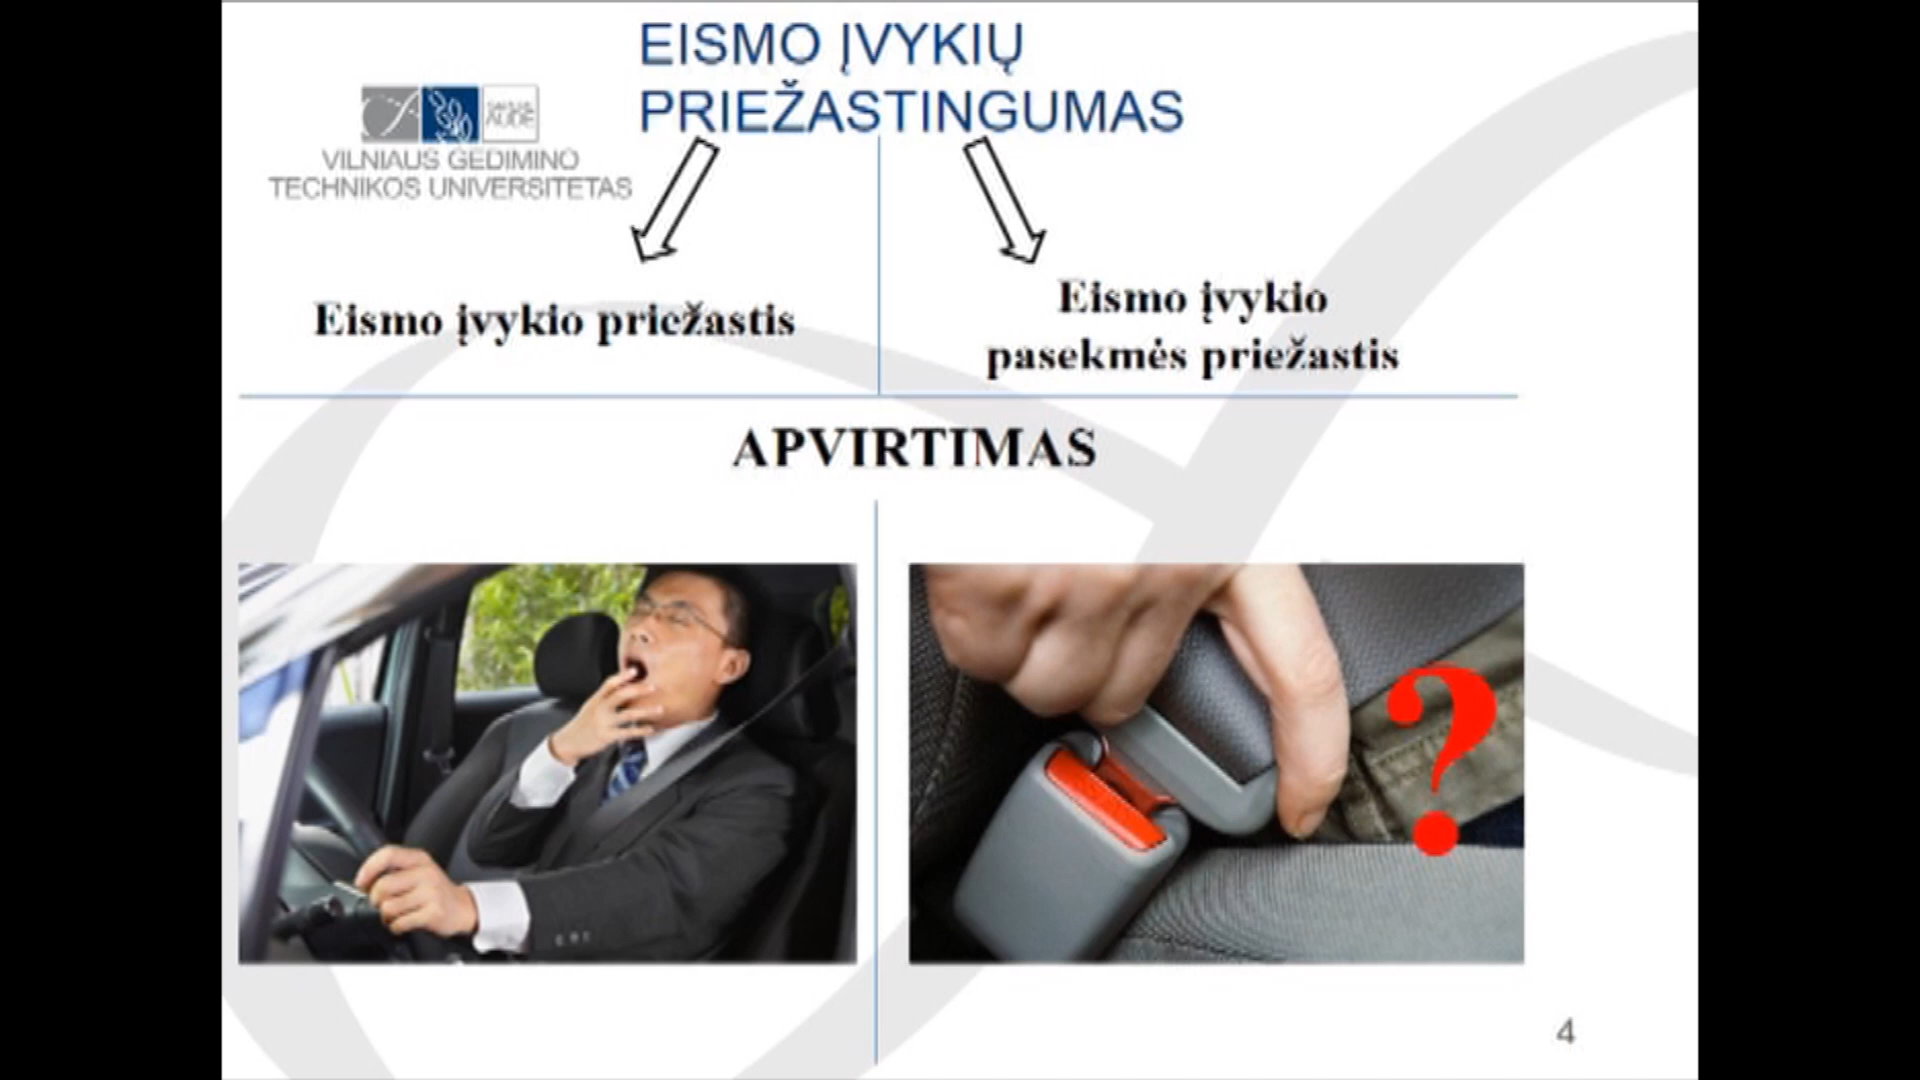 EISMO ĮVYKIŲ
PRIEŽASTINGUMAS
VILNIAUS GEDIMINO
TECHNIKOS UNIVERSITETAS
Eismo įvykio priežastis
Eismo įvykio
pasekmės priežastis
APVIRTIMAS
?
4